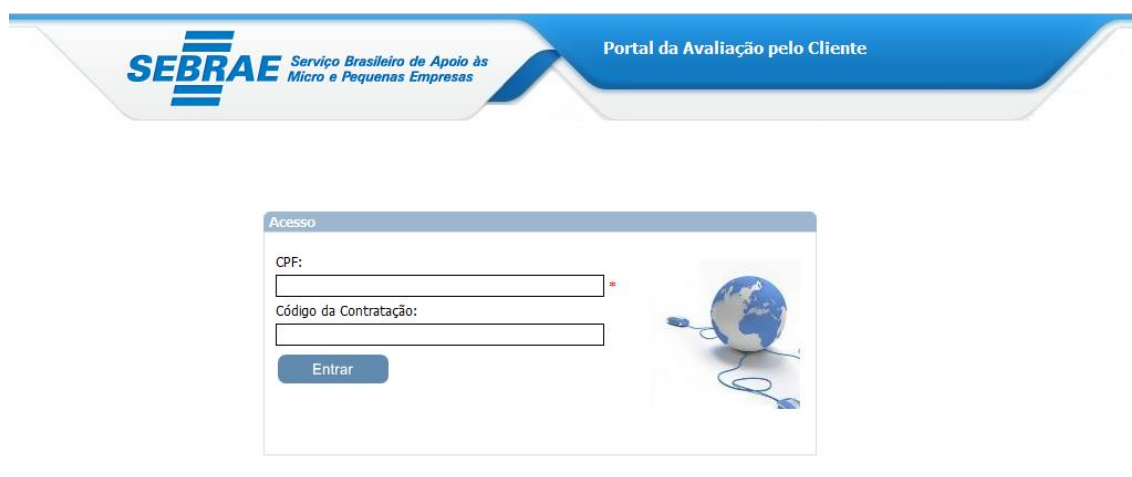 SEBRAE
Serviço Brasileiro de Apoio às
Micro e Pequenas Empresas
Portal da Avaliação pelo Cliente
Acesso
CPF:
*
Código da Contratação:
Entrar